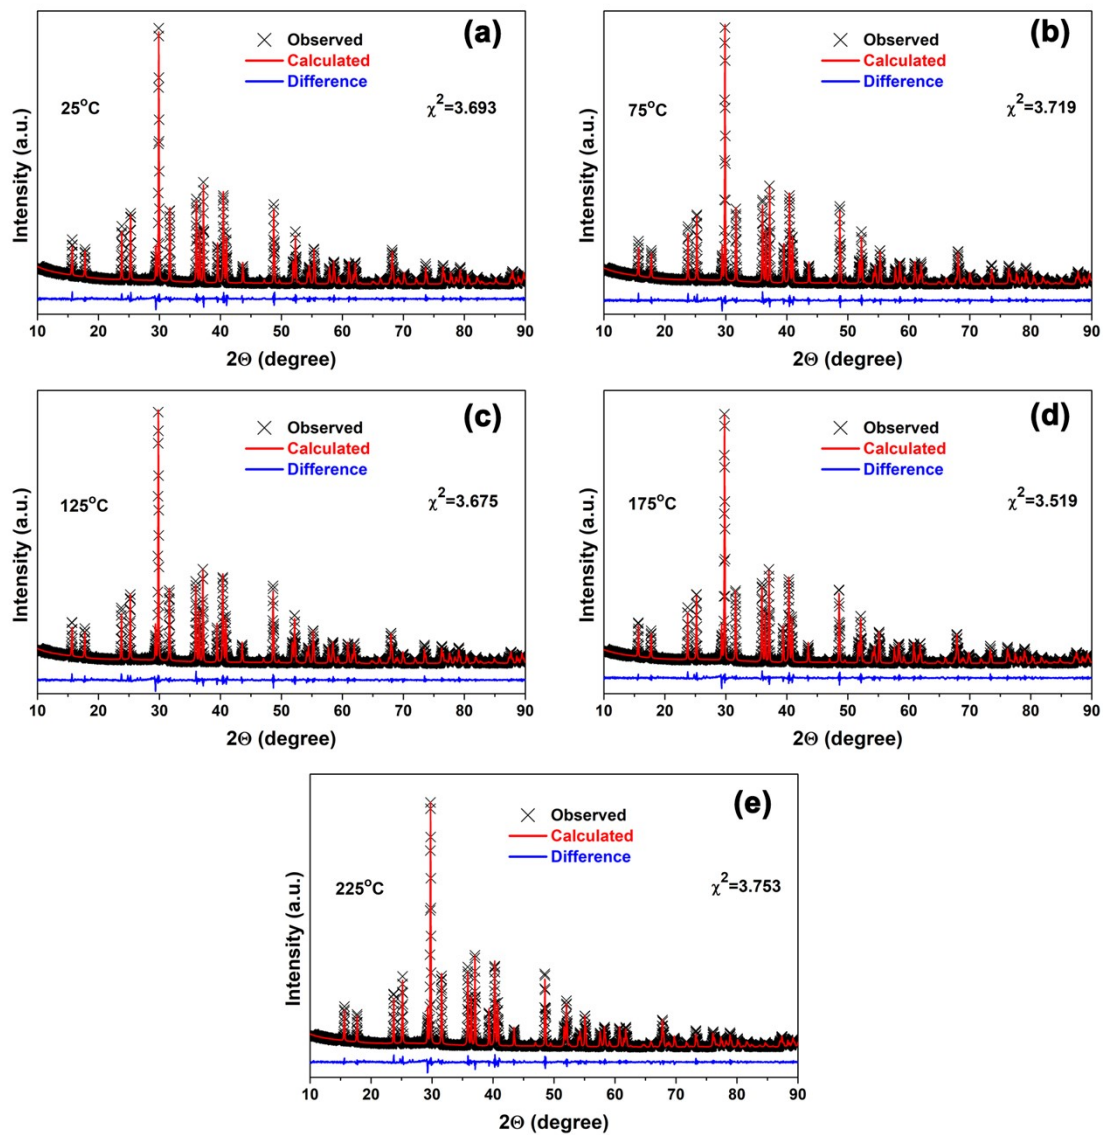 (a)
Observed
Calculated
Difference
25°C
χ²=3.693
Intensity (a.u.)
10 20 30 40 50 60 70 80 90
2Θ (degree)
(b)
Observed
Calculated
Difference
75°C
χ²=3.719
Intensity (a.u.)
10 20 30 40 50 60 70 80 90
2Θ (degree)
(c)
Observed
Calculated
Difference
125°C
χ²=3.675
Intensity (a.u.)
10 20 30 40 50 60 70 80 90
2Θ (degree)
(d)
Observed
Calculated
Difference
175°C
χ²=3.519
Intensity (a.u.)
10 20 30 40 50 60 70 80 90
2Θ (degree)
(e)
Observed
Calculated
Difference
225°C
χ²=3.753
Intensity (a.u.)
10 20 30 40 50 60 70 80 90
2Θ (degree)